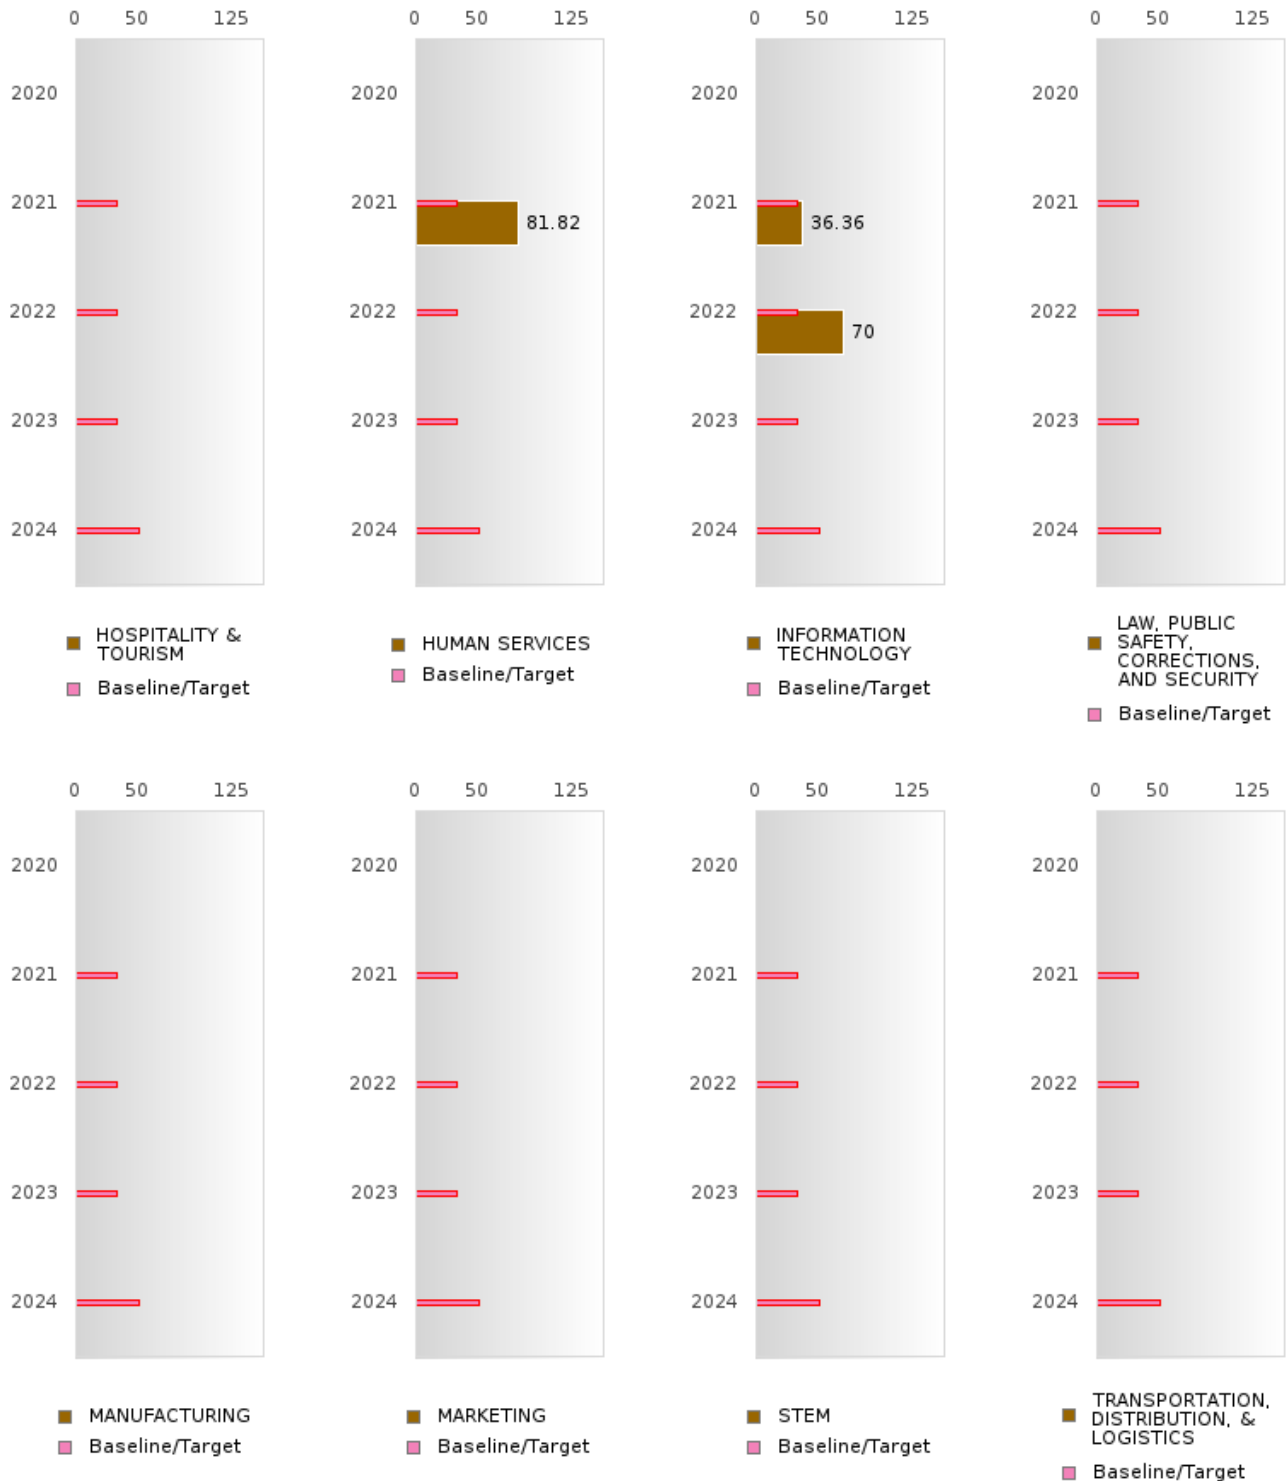 0 50 125 0 50 125 0 50 125 0 50 125
2020 2020 2020 2020
2021 2021 2021 2021
81.82 36.36
2022 2022 2022 2022
70
2023 2023 2023 2023
2024 2024 2024 2024
HOSPITALITY &
TOURISM
Baseline/Target
HUMAN SERVICES
Baseline/Target
INFORMATION
TECHNOLOGY
Baseline/Target
LAW, PUBLIC
SAFETY,
CORRECTIONS,
AND SECURITY
Baseline/Target
0 50 125 0 50 125 0 50 125 0 50 125
2020 2020 2020 2020
2021 2021 2021 2021
2022 2022 2022 2022
2023 2023 2023 2023
2024 2024 2024 2024
MANUFACTURING
Baseline/Target
MARKETING
Baseline/Target
STEM
Baseline/Target
TRANSPORTATION,
DISTRIBUTION, &
LOGISTICS
Baseline/Target